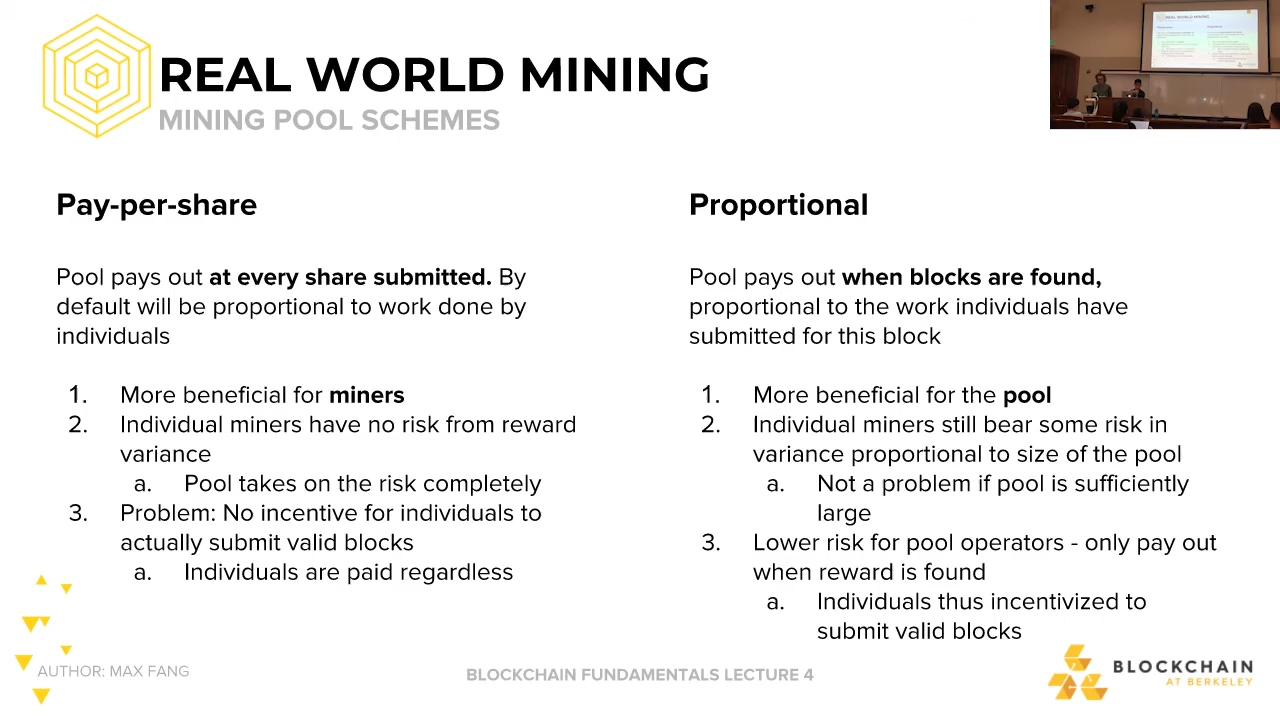 REAL WORLD MINING
MINING POOL SCHEMES
Pay-per-share
Pool pays out at every share submitted. By
default will be proportional to work done by
individuals
1. More beneficial for miners
2. Individual miners have no risk from reward
variance
a. Pool takes on the risk completely
3. Problem: No incentive for individuals to
actually submit valid blocks
a. Individuals are paid regardless
Proportional
Pool pays out when blocks are found,
proportional to the work individuals have
submitted for this block
1. More beneficial for the pool
2. Individual miners still bear some risk in
variance proportional to size of the pool
a. Not a problem if pool is sufficiently
large
3. Lower risk for pool operators - only pay out
when reward is found
a. Individuals thus incentivized to
submit valid blocks
AUTHOR: MAX FANG
BLOCKCHAIN FUNDAMENTALS LECTURE 4
BLOCKCHAIN
AT BERKELEY
REAL WORLD MINING